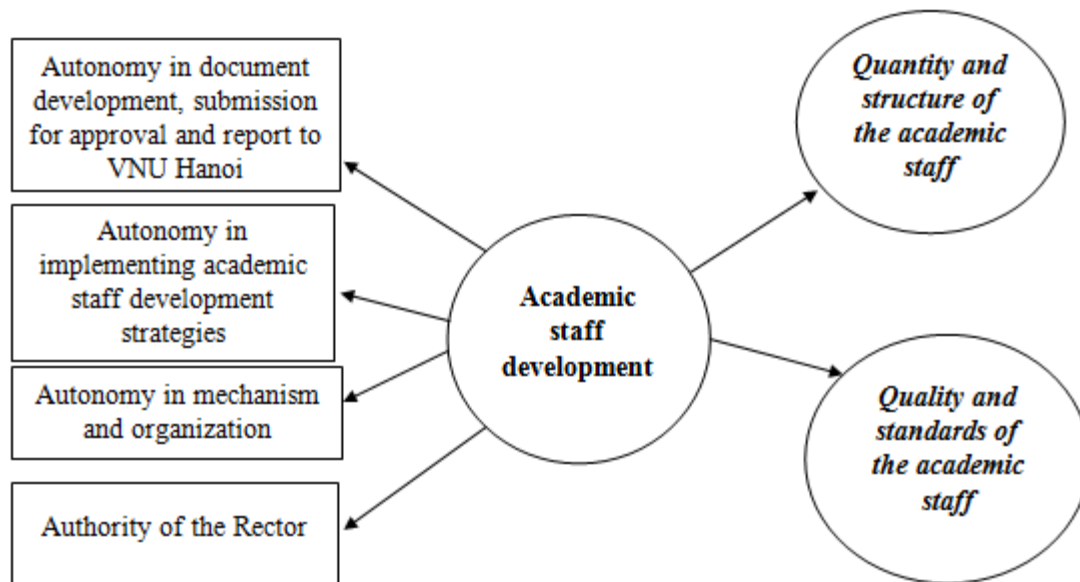 Autonomy in document
development, submission
for approval and report to
VNU Hanoi
Autonomy in
implementing academic
staff development
strategies
Autonomy in mechanism
and organization
Authority of the Rector
Academic
staff
development
Quantity and
structure of
the academic
staff
Quality and
standards of
the academic
staff